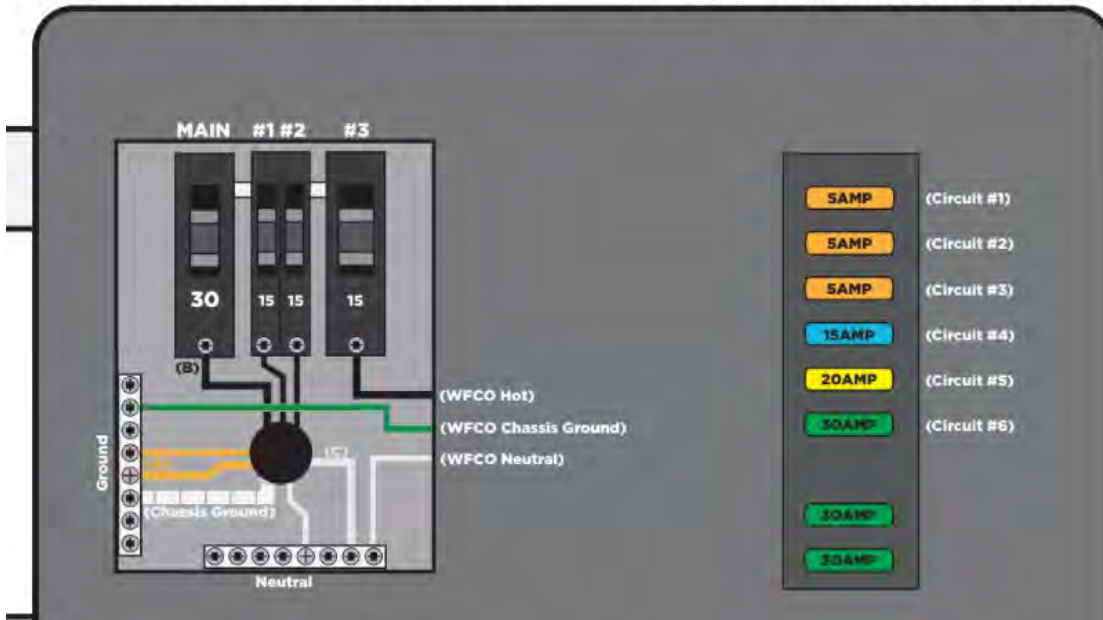 MAIN #1 #2 #3
30 15 15 15
(B)
(WFCO Hot)
(WFCO Chassis Ground)
(WFCO Neutral)
Ground
(C)
(Chassis Ground)
Neutral
5AMP (Circuit #1)
5AMP (Circuit #2)
5AMP (Circuit #3)
15AMP (Circuit #4)
20AMP (Circuit #5)
30AMP (Circuit #6)
30AMP
30AMP